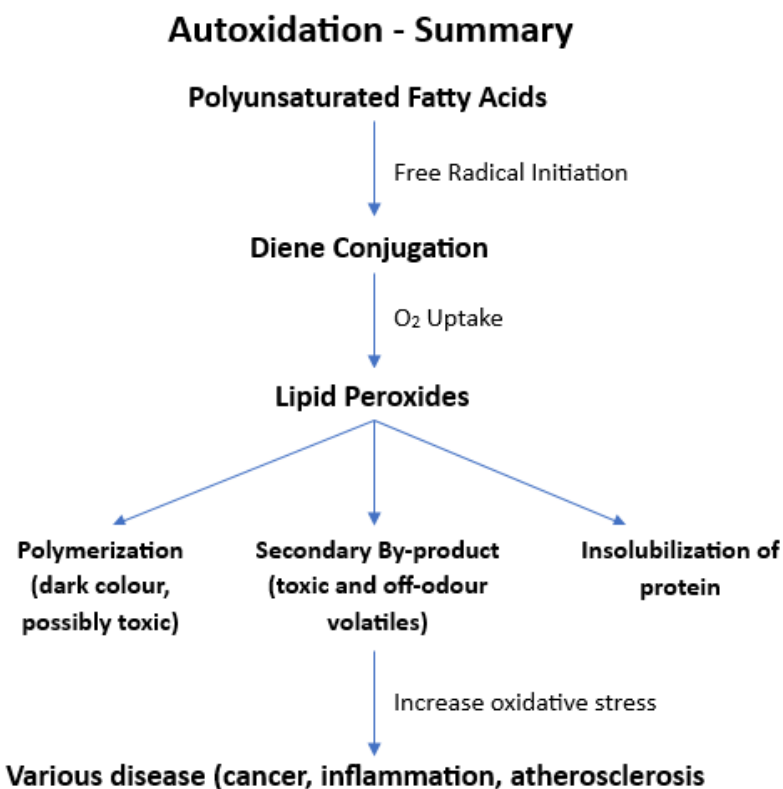 Autoxidation - Summary
Polyunsaturated Fatty Acids
Free Radical Initiation
Diene Conjugation
O₂ Uptake
Lipid Peroxides
Polymerization
(dark colour,
possibly toxic)
Secondary By-product
(toxic and off-odour
volatiles)
Insolubilization of
protein
Increase oxidative stress
Various disease (cancer, inflammation, atherosclerosis